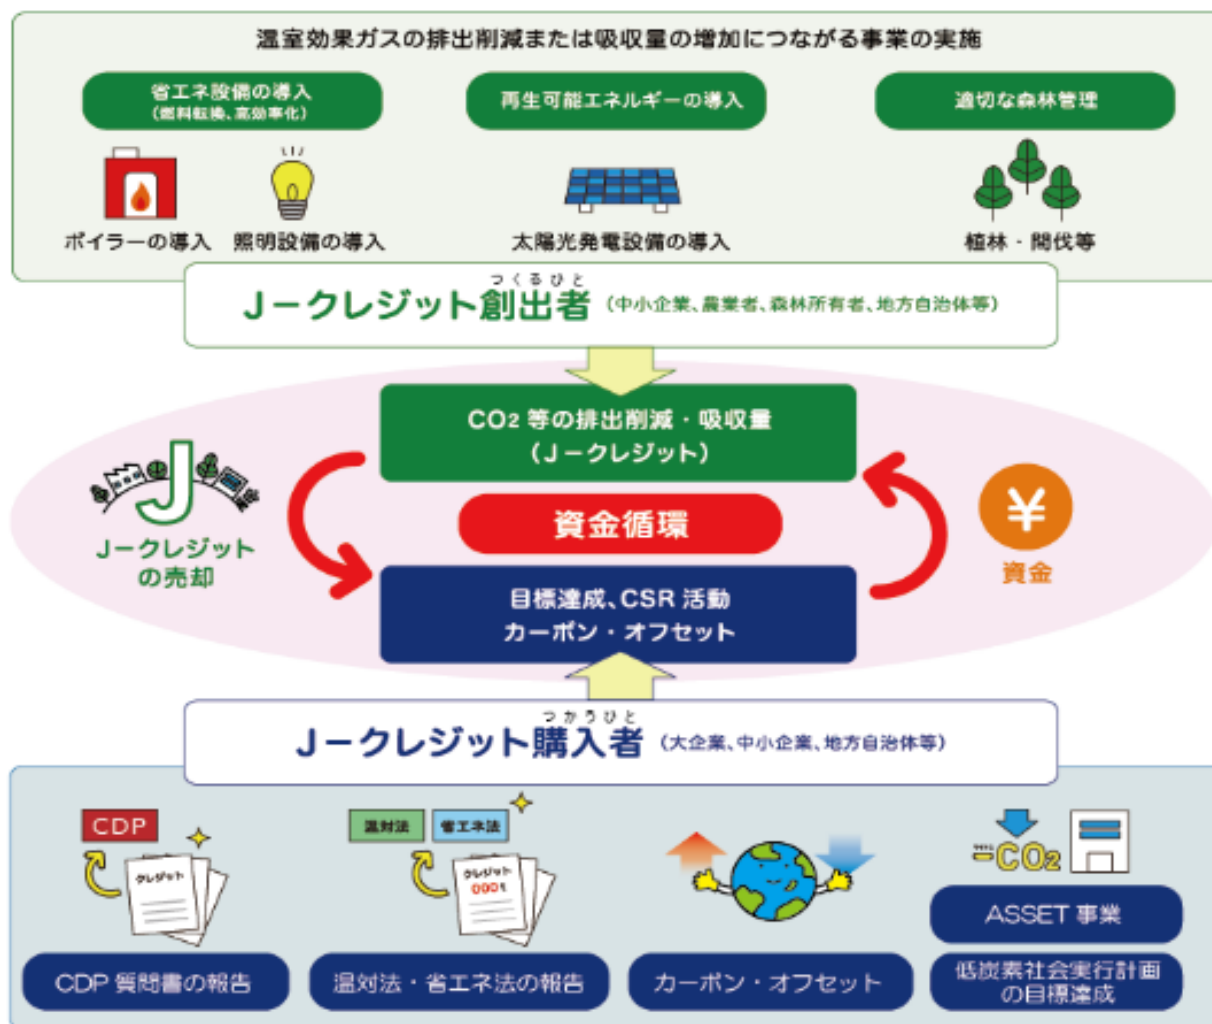 温室効果ガスの排出削減または吸収量の増加につながる事業の実施
省エネ設備の導入
(燃料転換、高効率化)
再生可能エネルギーの導入
適切な森林管理
ボイラーの導入
照明設備の導入
太陽光発電設備の導入
植林・間伐等
つくるひと
Jークレジット創出者(中小企業、農業者、森林所有者、地方自治体等)
CO2 等の排出削減・吸収量
(Jークレジット)
J
Jークレジット
の売却
資金循環
¥
資金
目標達成、CSR 活動
カーボン・オフセット
つかうひと
Jークレジット購入者(大企業、中小企業、地方自治体等)
CDP
クレジット
CDP 質問書の報告
温対法
省エネ法
クレジット
000t
温対法・省エネ法の報告
カーボン・オフセット
CO2
ASSET 事業
低炭素社会実行計画
の目標達成